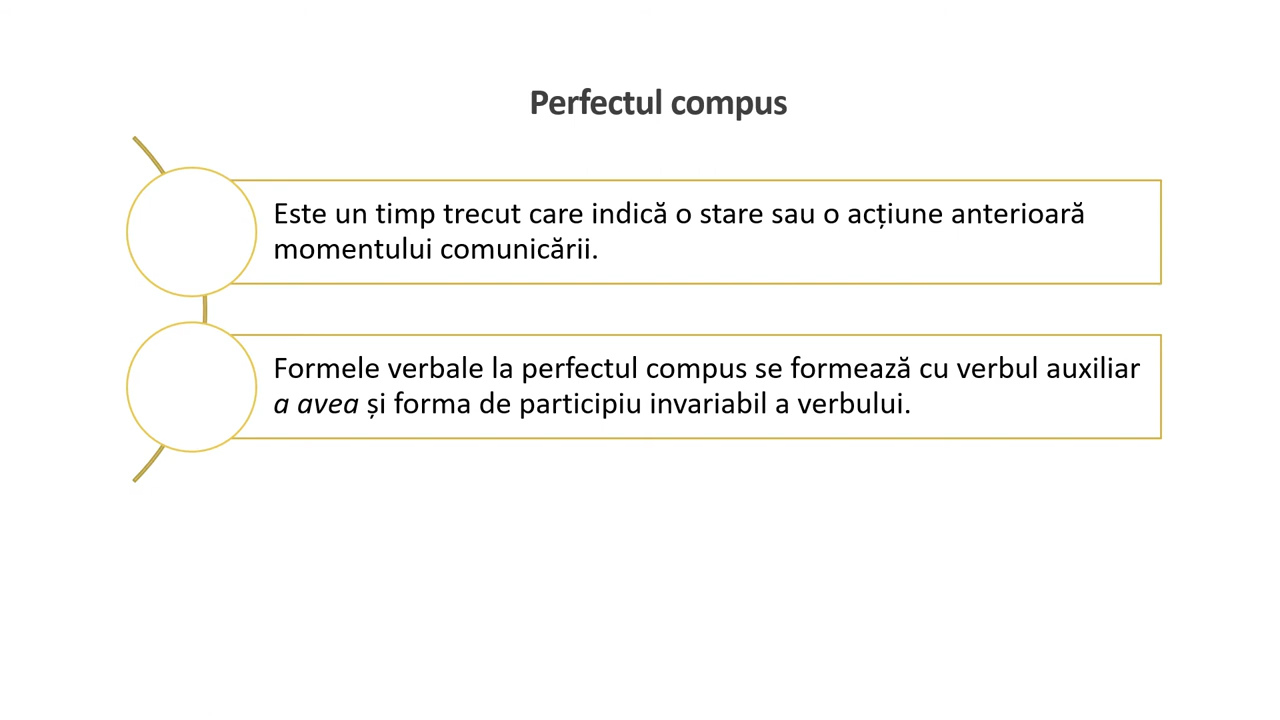 Perfectul compus
Este un timp trecut care indică o stare sau o acțiune anterioară
momentului comunicării.
Formele verbale la perfectul compus se formează cu verbul auxiliar
a avea și forma de participiu invariabil a verbului.